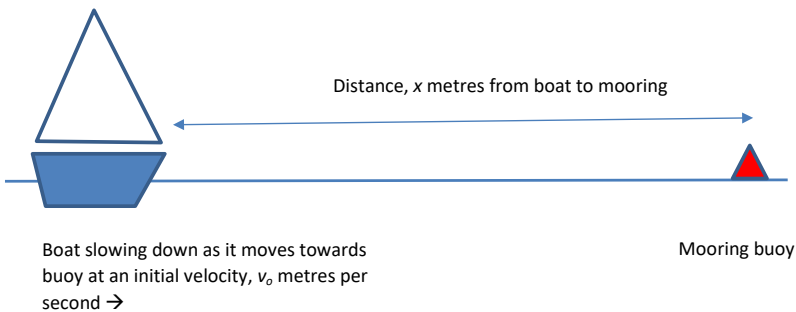 Distance, x metres from boat to mooring
Boat slowing down as it moves towards
buoy at an initial velocity, vₒ metres per
second →
Mooring buoy